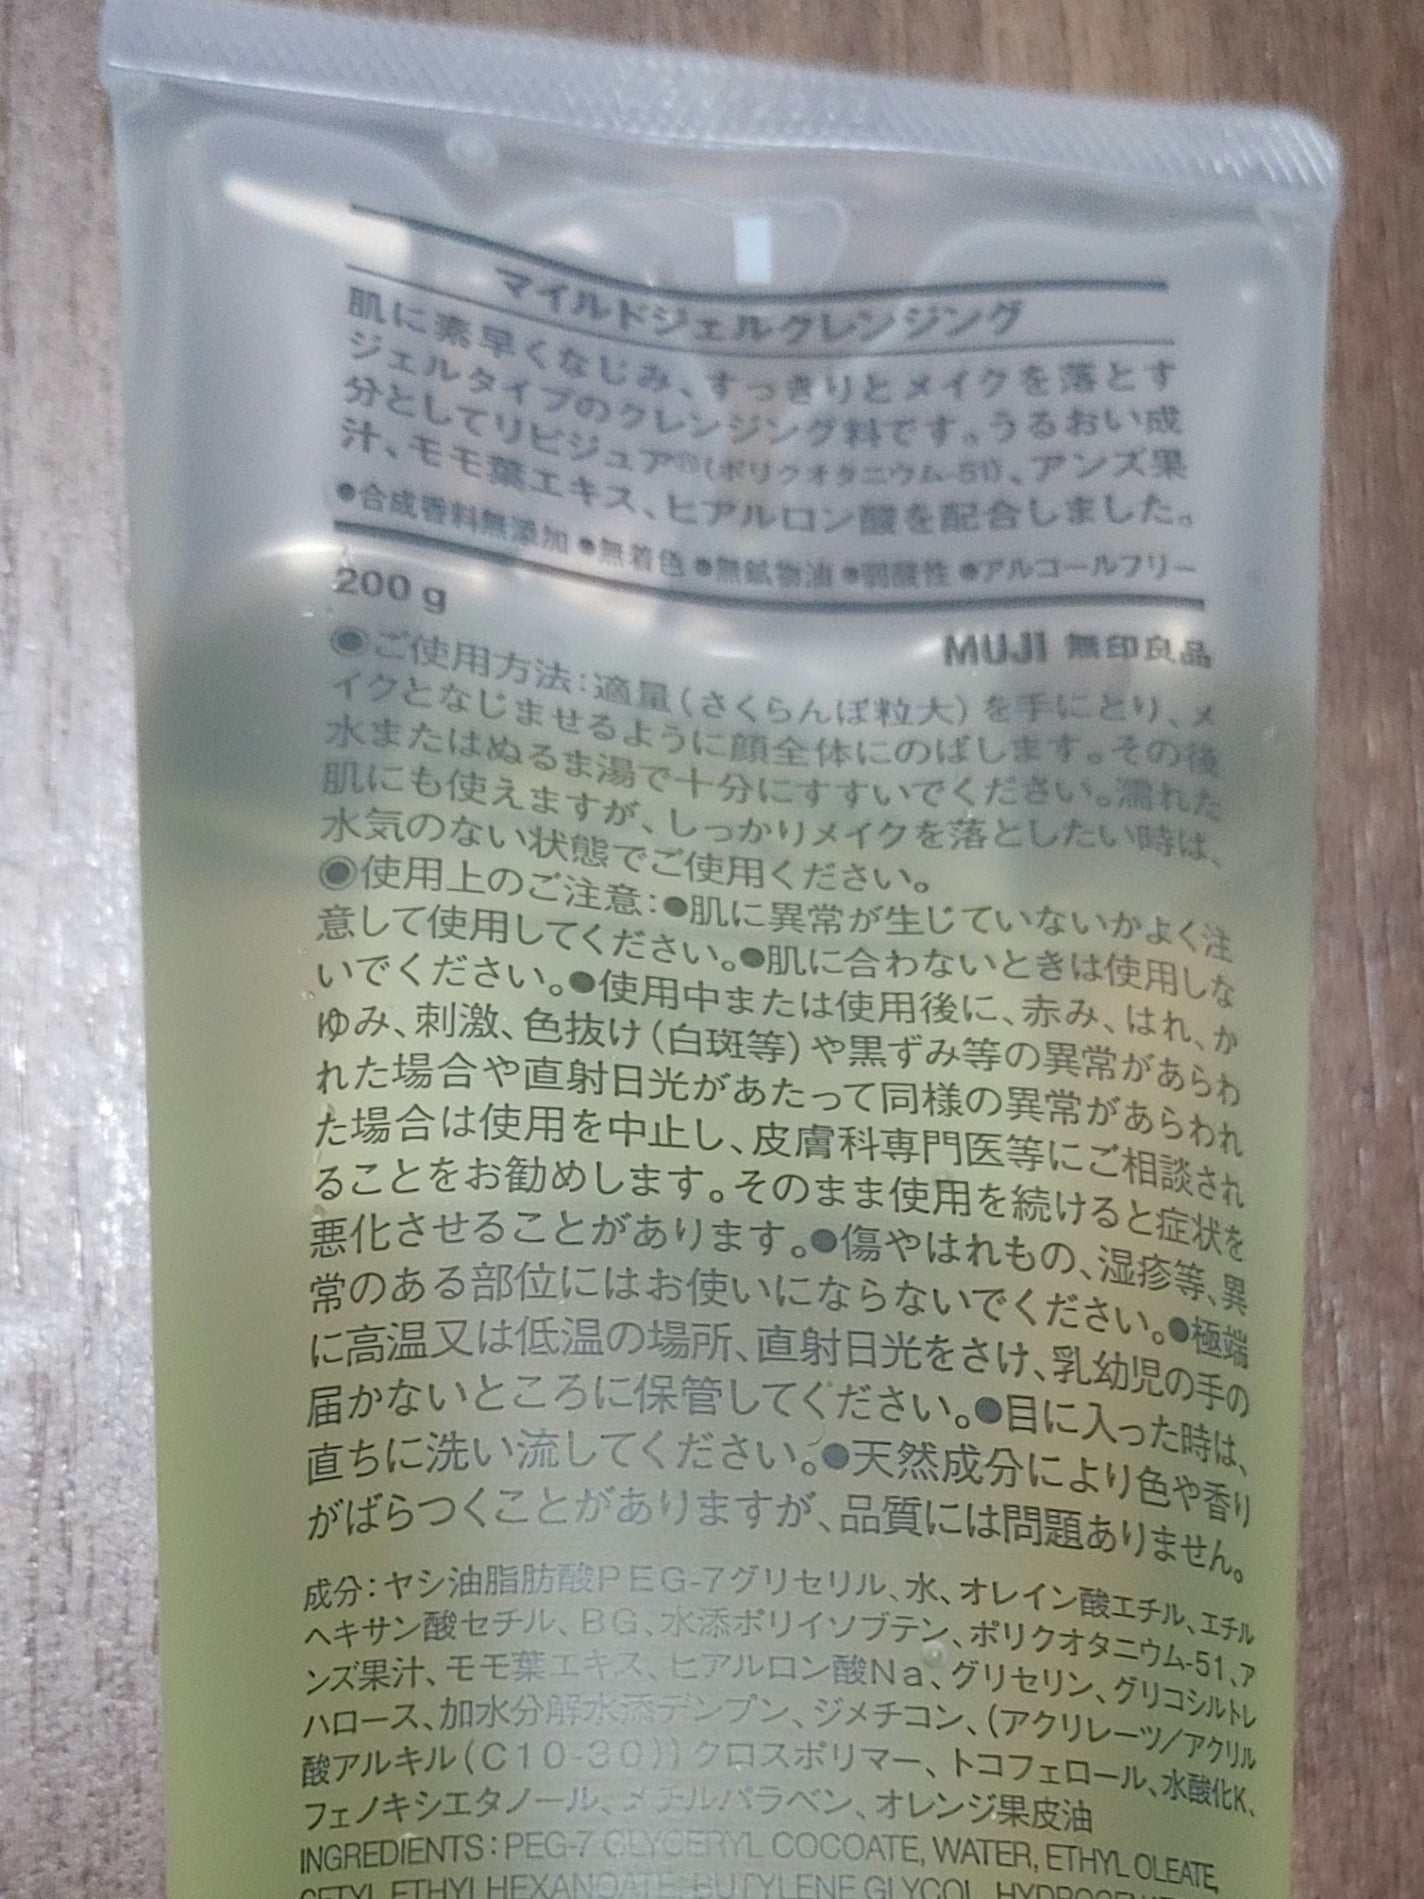 マイルドジェルクレンジング
肌に素早くなじみ、すっきりとメイクを落とす
ジェルタイプのクレンジング料です。うるおい成
分としてリピジュア®(ポリクオタニウム-51)、アンズ果
汁、モモ葉エキス、ヒアルロン酸を配合しました。
●合成香料無添加 ●無着色 ●無鉱物油 ●弱酸性 ●アルコールフリー
200 g
MUJI 無印良品
◉ご使用方法:適量(さくらんぼ粒大)を手にとり、メ
イクとなじませるように顔全体にのばします。その後
水またはぬるま湯で十分にすすいでください。濡れた
肌にも使えますが、しっかりメイクを落としたい時は、
水気のない状態でご使用ください。
◉使用上のご注意:●肌に異常が生じていないかよく注
意して使用してください。●肌に合わないときは使用しな
いでください。●使用中または使用後に、赤み、はれ、か
ゆみ、刺激、色抜け(白斑等)や黒ずみ等の異常があらわ
れた場合や直射日光があたって同様の異常があらわれ
た場合は使用を中止し、皮膚科専門医等にご相談され
ることをお勧めします。そのまま使用を続けると症状を
悪化させることがあります。●傷やはれもの、湿疹等、異
常のある部位にはお使いにならないでください。●極端
に高温又は低温の場所、直射日光をさけ、乳幼児の手の
届かないところに保管してください。●目に入った時は、
直ちに洗い流してください。●天然成分により色や香り
がばらつくことがありますが、品質には問題ありません。
成分:ヤシ油脂肪酸PEG-7グリセリル、水、オレイン酸エチル、エチル
ヘキサン酸セチル、BG、水添ポリイソブテン、ポリクオタニウム-51、ア
ンズ果汁、モモ葉エキス、ヒアルロン酸Na、グリセリン、グリコシルトレ
ハロース、加水分解水添デンプン、ジメチコン、(アクリレーツ/アクリル
酸アルキル(C10-30))クロスポリマー、トコフェロール、水酸化K、
フェノキシエタノール、メチルパラベン、オレンジ果皮油
INGREDIENTS:PEG-7 GLYCERYL COCOATE, WATER, ETHYL OLEATE,
CETYL ETHYLHEXANOATE, BUTYLENE GLYCOL,